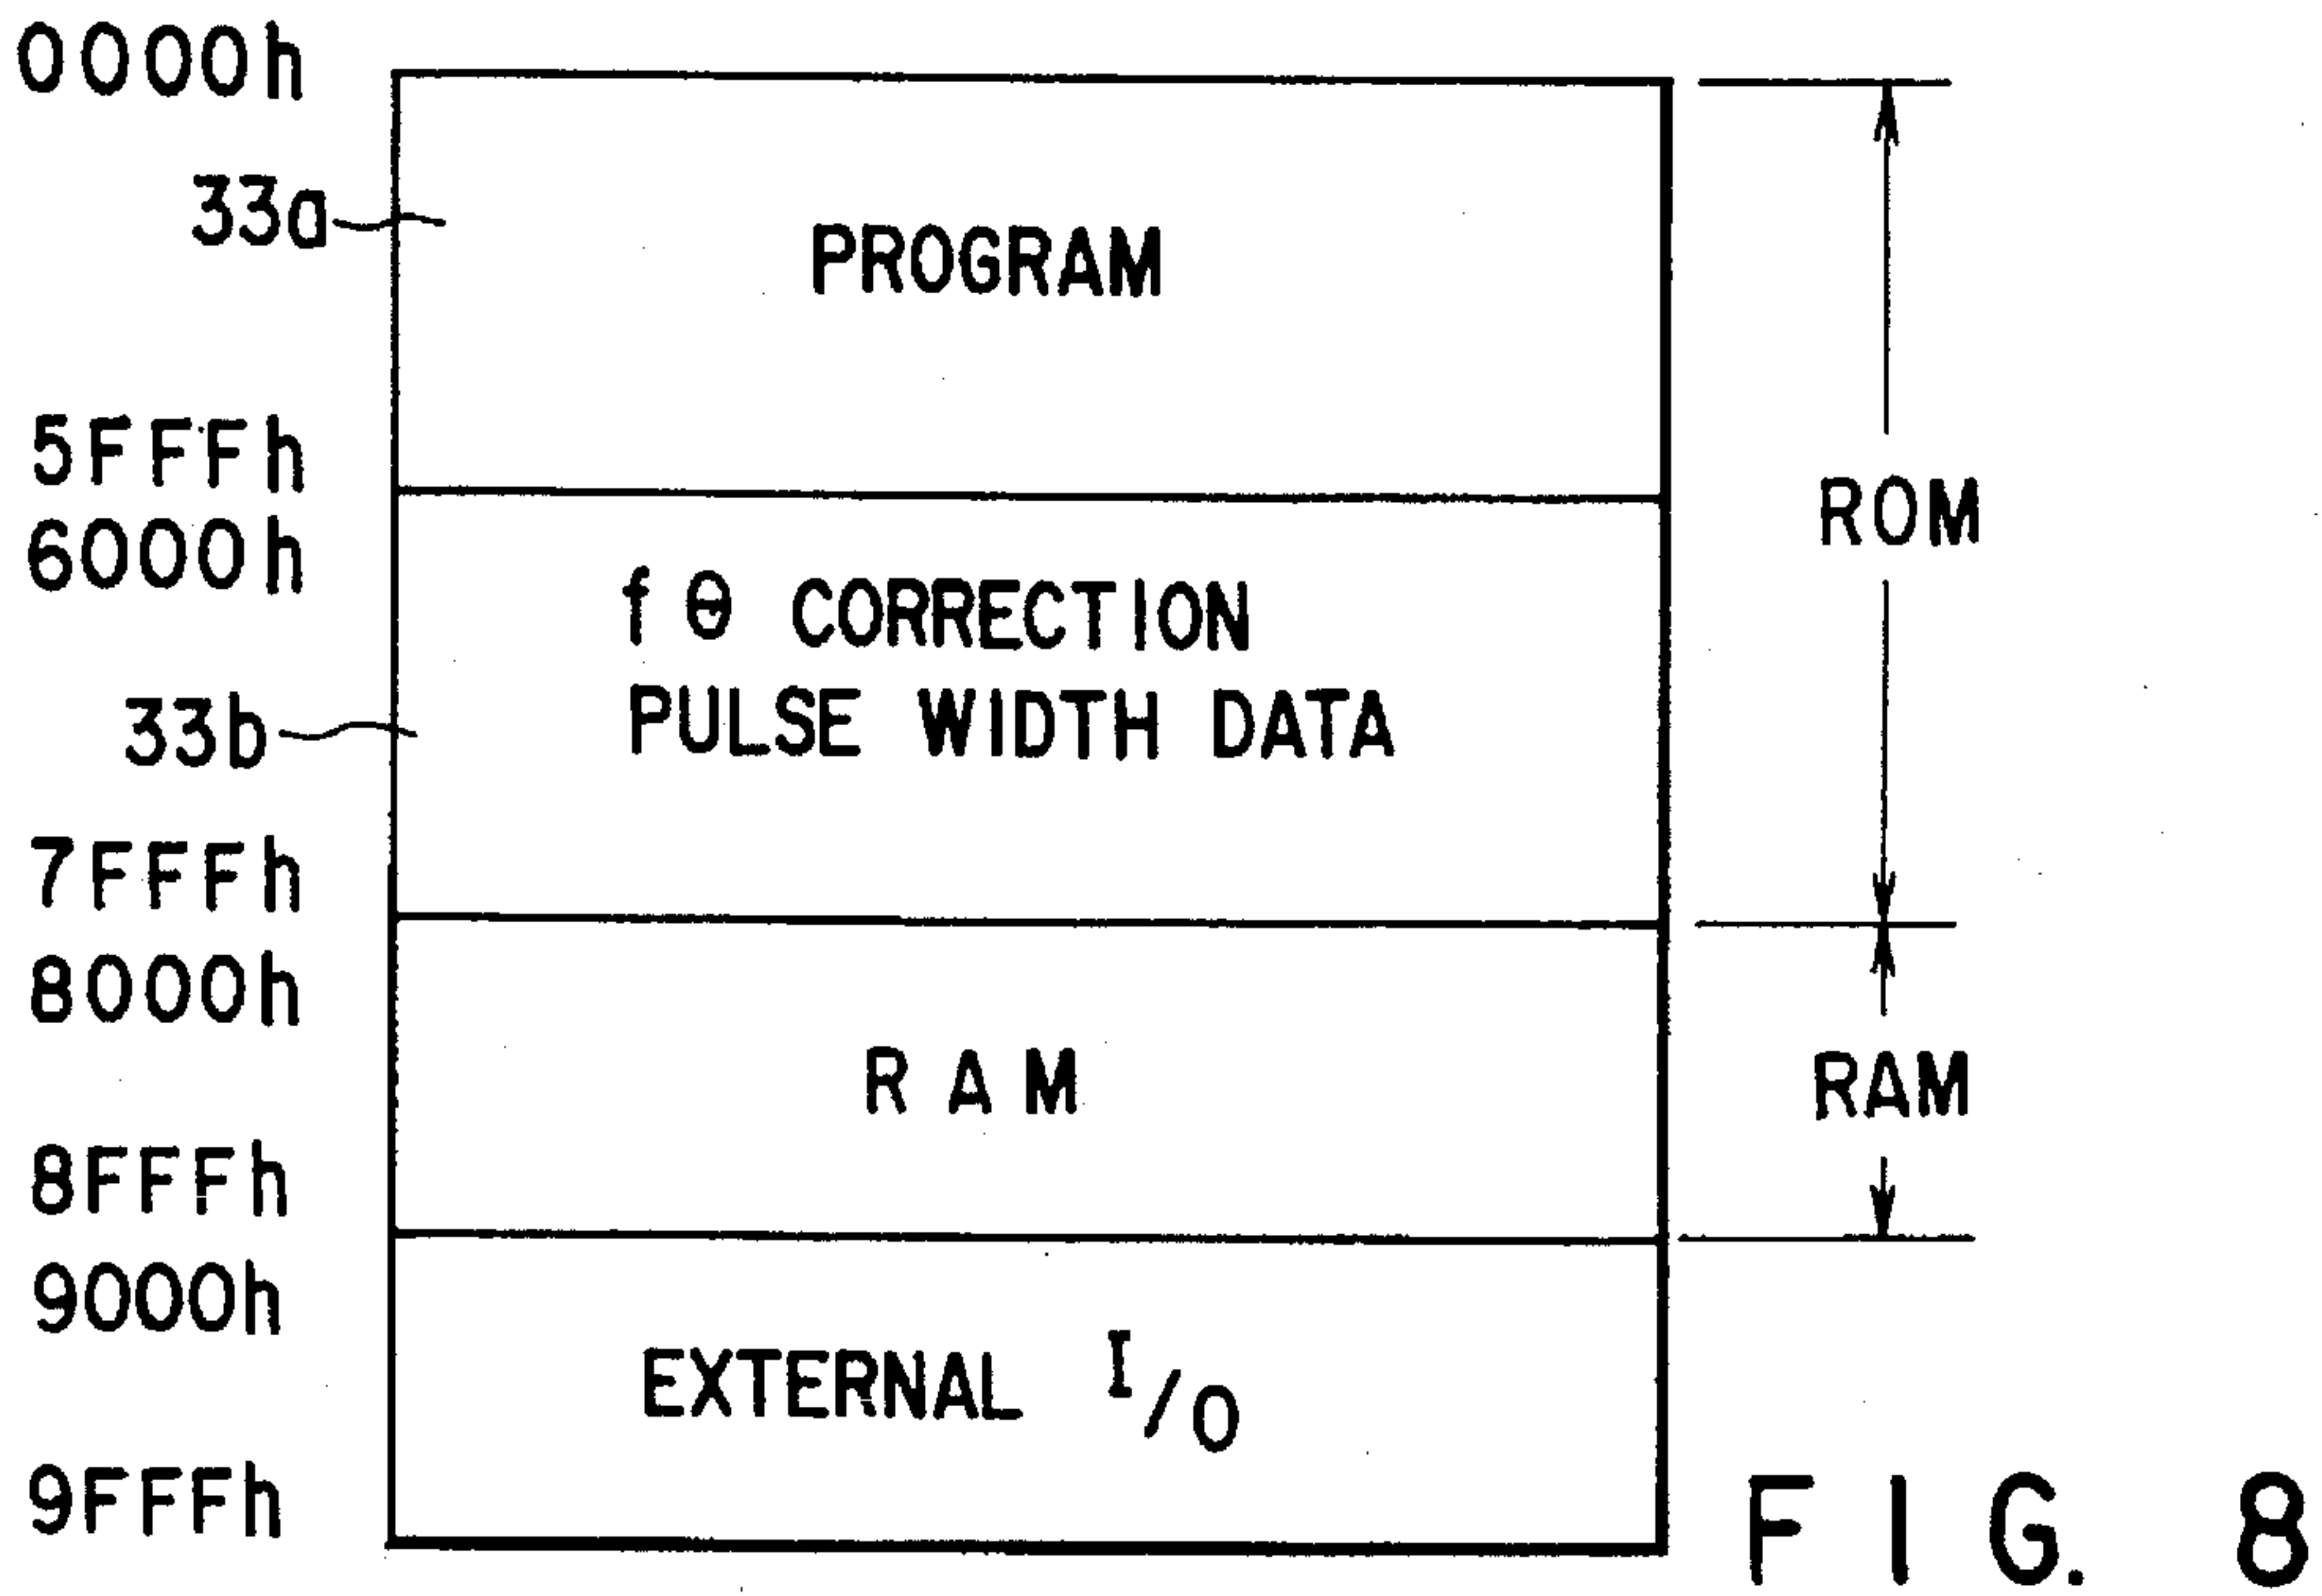 0000h
33a
PROGRAM
5FFFh
ROM
6000h
fθ CORRECTION
PULSE WIDTH DATA
33b
7FFFh
8000h
RAM
RAM
8FFFh
9000h
EXTERNAL I/O
9FFFh
FIG. 8